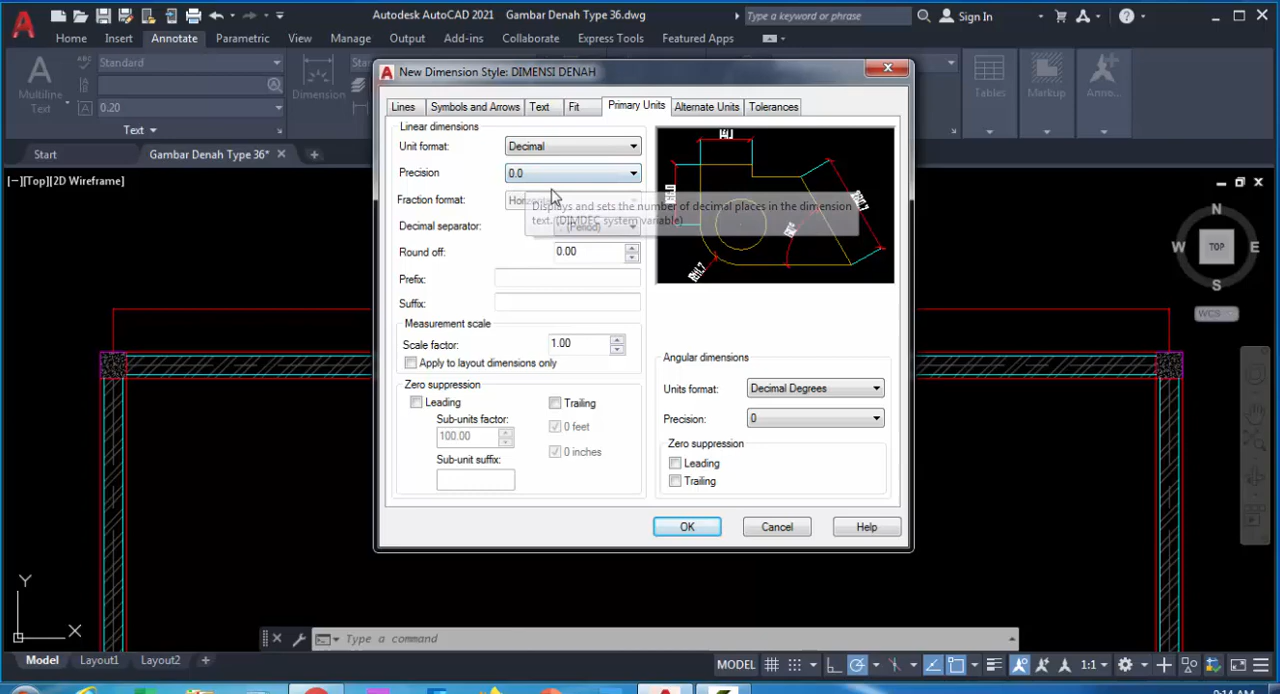 Autodesk AutoCAD 2021 Gambar Denah Type 36.dwg
Type a keyword or phrase
Sign In
Home Insert Annotate Parametric View Manage Output Add-ins Collaborate Express Tools Featured Apps
Multiline Text
Standard
0.20
Dimension
Tables
Markup
Anno...
Text
Start
Gambar Denah Type 36*
[−][Top][2D Wireframe]
New Dimension Style: DIMENSI DENAH
Lines Symbols and Arrows Text Fit Primary Units Alternate Units Tolerances
Linear dimensions
Unit format: Decimal
Precision 0.0
Fraction format:
Displays and sets the number of decimal places in the dimension
text. (DIMDEC system variable)
Decimal separator: '.' (Period)
Round off: 0.00
Prefix:
Suffix:
Measurement scale
Scale factor: 1.00
Apply to layout dimensions only
Zero suppression
Leading
Trailing
Sub-units factor:
100.00
0 feet
Sub-unit suffix:
0 inches
Angular dimensions
Units format: Decimal Degrees
Precision: 0
Zero suppression
Leading
Trailing
OK Cancel Help
N
W TOP E
S
WCS
Y
X
Type a command
Model Layout1 Layout2 +
MODEL
1:1